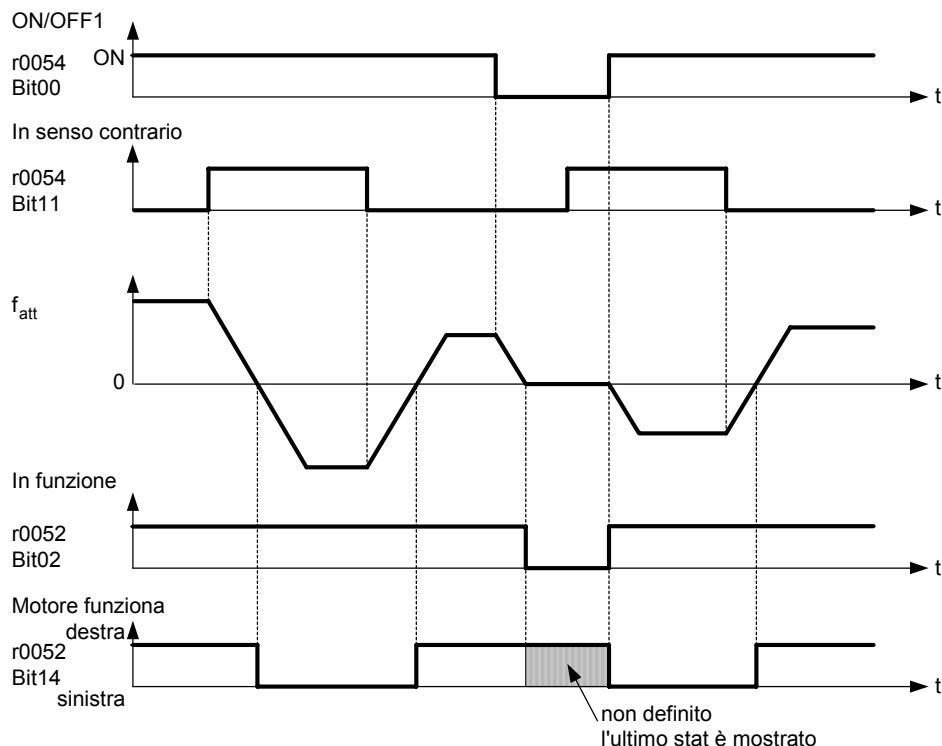 ON/OFF1
ON
r0054
Bit00
t
In senso contrario
r0054
Bit11
t
fatt
0
t
In funzione
r0052
Bit02
t
Motore funziona
destra
r0052
Bit14
sinistra
t
non definito
l'ultimo stat è mostrato